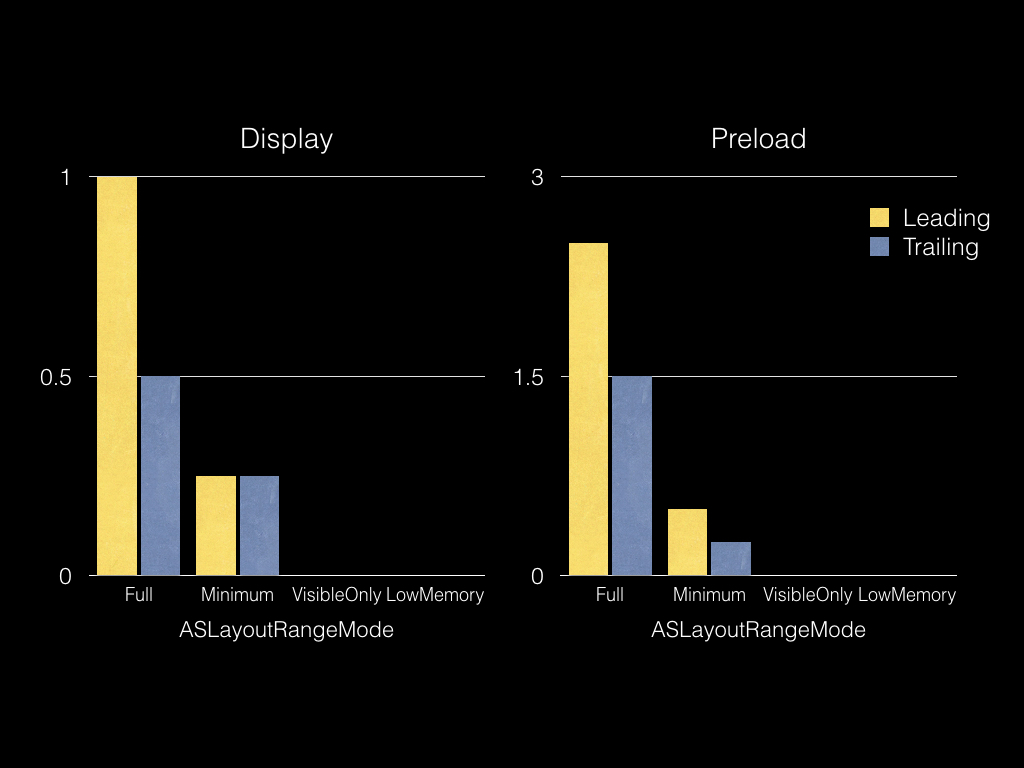 Display
1
0.5
0
Full Minimum VisibleOnly LowMemory
ASLayoutRangeMode
Preload
3
1.5
0
Leading
Trailing
Full Minimum VisibleOnly LowMemory
ASLayoutRangeMode